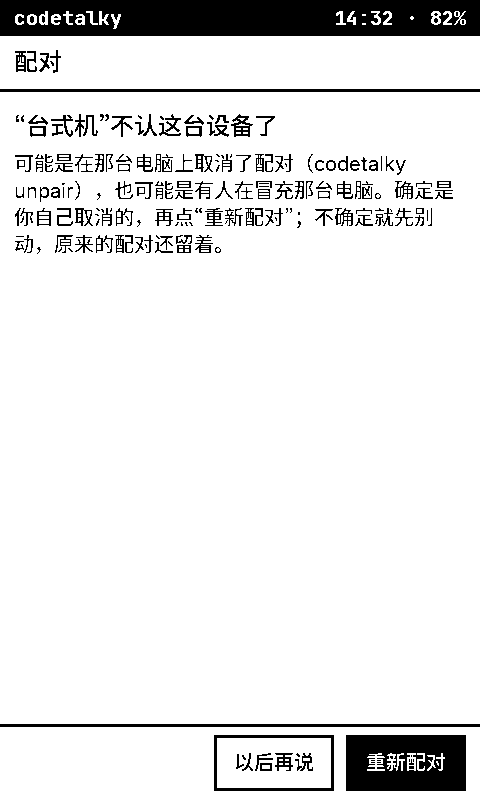 codetalky
14:32 · 82%
配对
“台式机”不认这台设备了
可能是在那台电脑上取消了配对（codetalky
unpair），也可能是有人在冒充那台电脑。确定是
你自己取消的，再点“重新配对”；不确定就先别
动，原来的配对还留着。
以后再说
重新配对